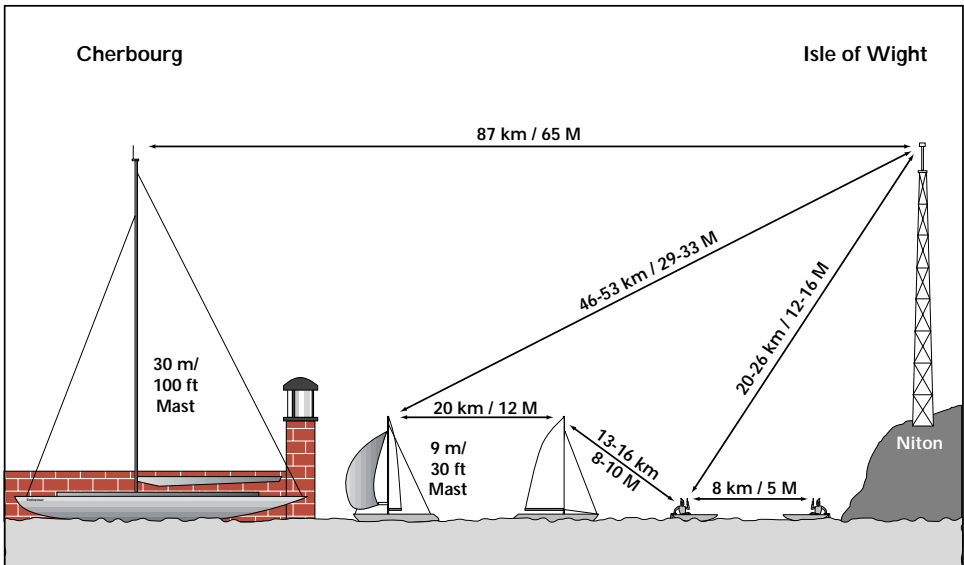 Cherbourg
Isle of Wight
87 km / 65 M
46-53 km / 29-33 M
20-26 km / 12-16 M
30 m/
100 ft
Mast
20 km / 12 M
9 m/
30 ft
Mast
13-16 km
8-10 M
8 km / 5 M
Niton